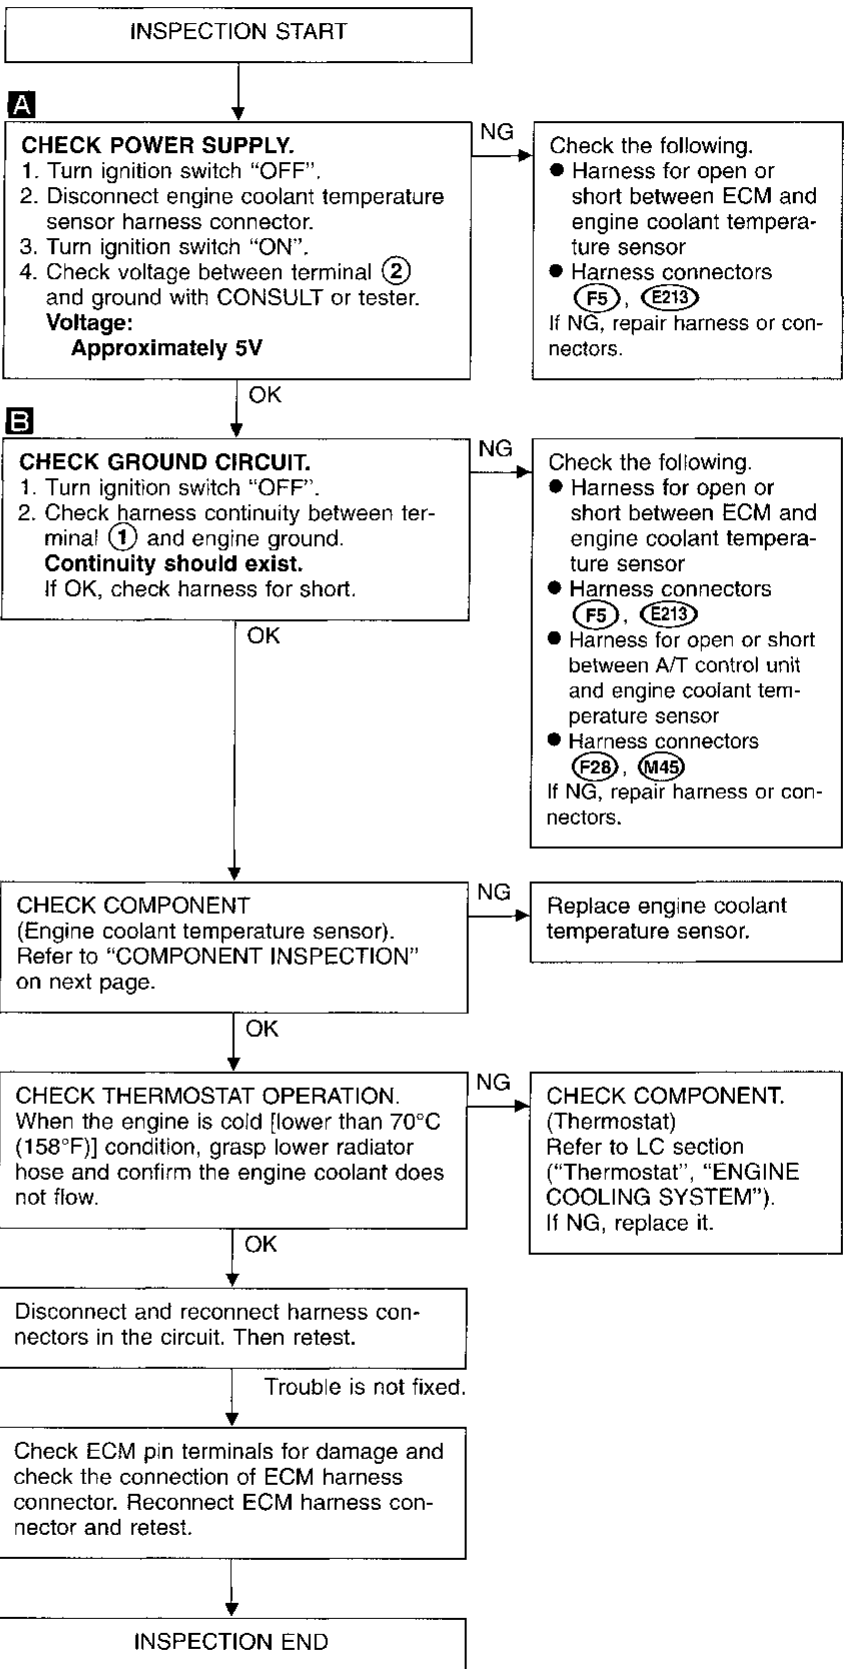 INSPECTION START
A
CHECK POWER SUPPLY.
1. Turn ignition switch “OFF”.
2. Disconnect engine coolant temperature
sensor harness connector.
3. Turn ignition switch “ON”.
4. Check voltage between terminal ②
and ground with CONSULT or tester.
Voltage:
Approximately 5V
NG
Check the following.
● Harness for open or
short between ECM and
engine coolant tempera-
ture sensor
● Harness connectors
F5, E213
If NG, repair harness or con-
nectors.
OK
B
CHECK GROUND CIRCUIT.
1. Turn ignition switch “OFF”.
2. Check harness continuity between ter-
minal ① and engine ground.
Continuity should exist.
If OK, check harness for short.
NG
Check the following.
● Harness for open or
short between ECM and
engine coolant tempera-
ture sensor
● Harness connectors
F5, E213
● Harness for open or short
between A/T control unit
and engine coolant tem-
perature sensor
● Harness connectors
F28, M45
If NG, repair harness or con-
nectors.
OK
CHECK COMPONENT
(Engine coolant temperature sensor).
Refer to “COMPONENT INSPECTION”
on next page.
NG
Replace engine coolant
temperature sensor.
OK
CHECK THERMOSTAT OPERATION.
When the engine is cold [lower than 70°C
(158°F)] condition, grasp lower radiator
hose and confirm the engine coolant does
not flow.
NG
CHECK COMPONENT.
(Thermostat)
Refer to LC section
(“Thermostat”, “ENGINE
COOLING SYSTEM”).
If NG, replace it.
OK
Disconnect and reconnect harness con-
nectors in the circuit. Then retest.
Trouble is not fixed.
Check ECM pin terminals for damage and
check the connection of ECM harness
connector. Reconnect ECM harness con-
nector and retest.
INSPECTION END